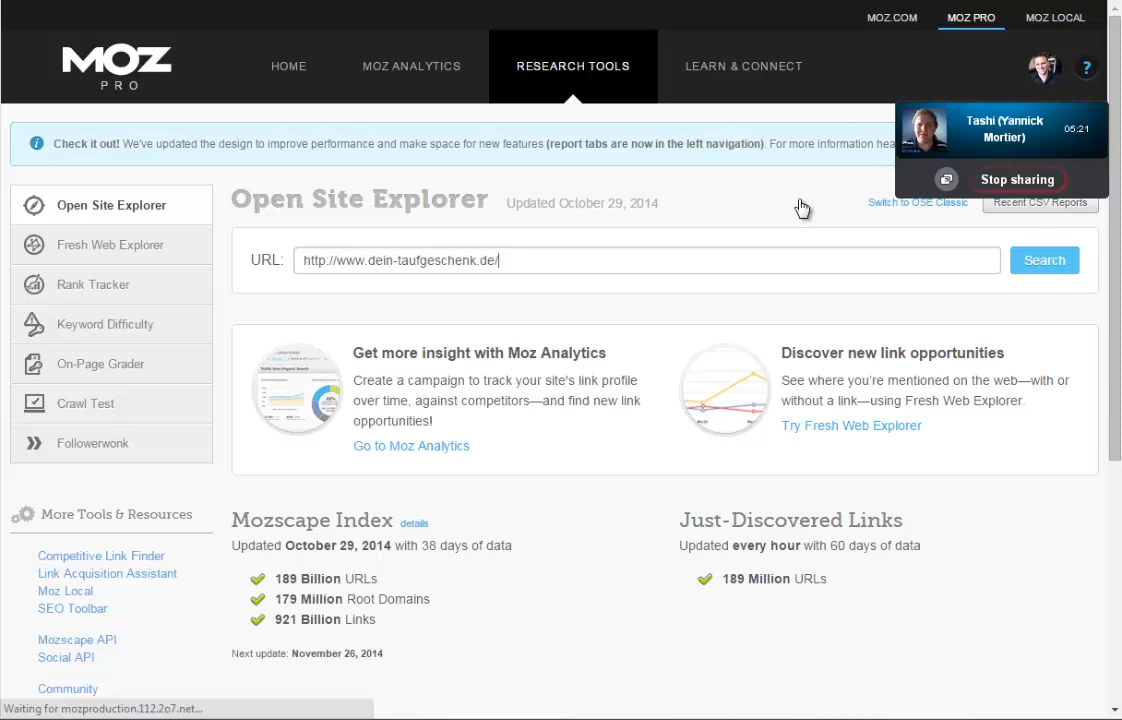 MOZ.COM MOZ PRO MOZ LOCAL
MOZ
PRO
HOME MOZ ANALYTICS RESEARCH TOOLS LEARN & CONNECT
?
Check it out! We've updated the design to improve performance and make space for new features (report tabs are now in the left navigation). For more information hea
Tashi (Yannick
Mortier)
05:21
Stop sharing
Open Site Explorer
Fresh Web Explorer
Rank Tracker
Keyword Difficulty
On-Page Grader
Crawl Test
Followerwonk
Open Site Explorer Updated October 29, 2014
Switch to OSE Classic Recent CSV Reports
URL: http://www.dein-taufgeschenk.de/ Search
Get more insight with Moz Analytics
Create a campaign to track your site's link profile
over time, against competitors—and find new link
opportunities!
Go to Moz Analytics
Discover new link opportunities
See where you're mentioned on the web—with or
without a link—using Fresh Web Explorer.
Try Fresh Web Explorer
More Tools & Resources
Competitive Link Finder
Link Acquisition Assistant
Moz Local
SEO Toolbar
Mozscape API
Social API
Community
Mozscape Index details
Updated October 29, 2014 with 38 days of data
189 Billion URLs
179 Million Root Domains
921 Billion Links
Next update: November 26, 2014
Just-Discovered Links
Updated every hour with 60 days of data
189 Million URLs
Waiting for mozproduction.112.2o7.net...